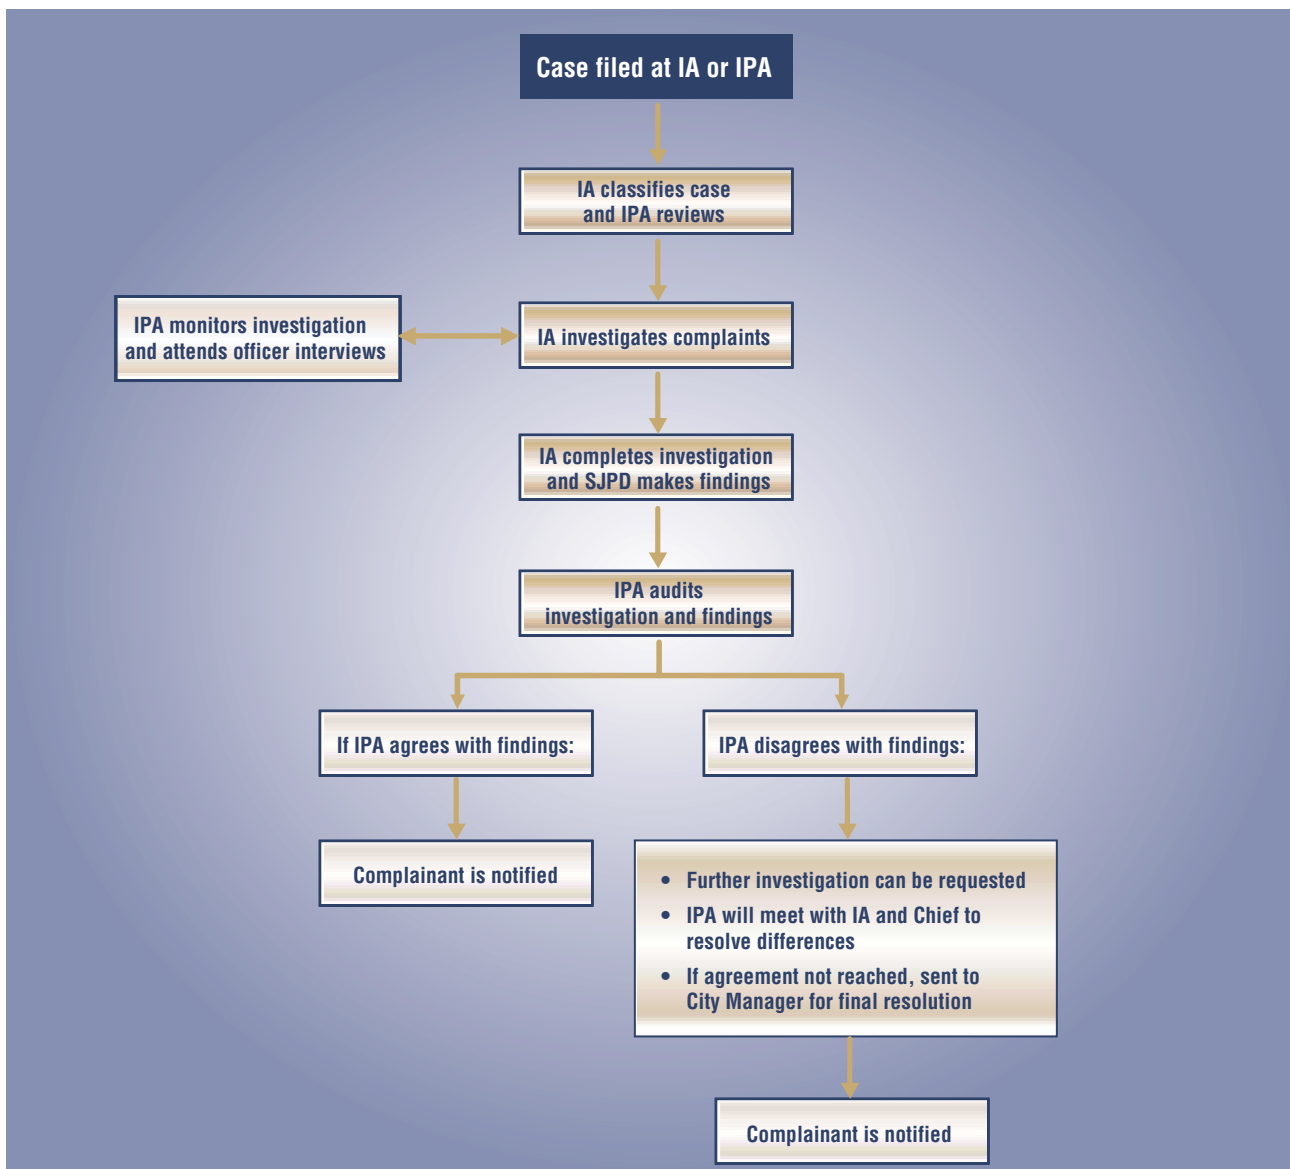 Case filed at IA or IPA
IA classifies case
and IPA reviews
IPA monitors investigation
and attends officer interviews
IA investigates complaints
IA completes investigation
and SJPD makes findings
IPA audits
investigation and findings
If IPA agrees with findings:
IPA disagrees with findings:
Complainant is notified
• Further investigation can be requested
• IPA will meet with IA and Chief to
resolve differences
• If agreement not reached, sent to
City Manager for final resolution
Complainant is notified